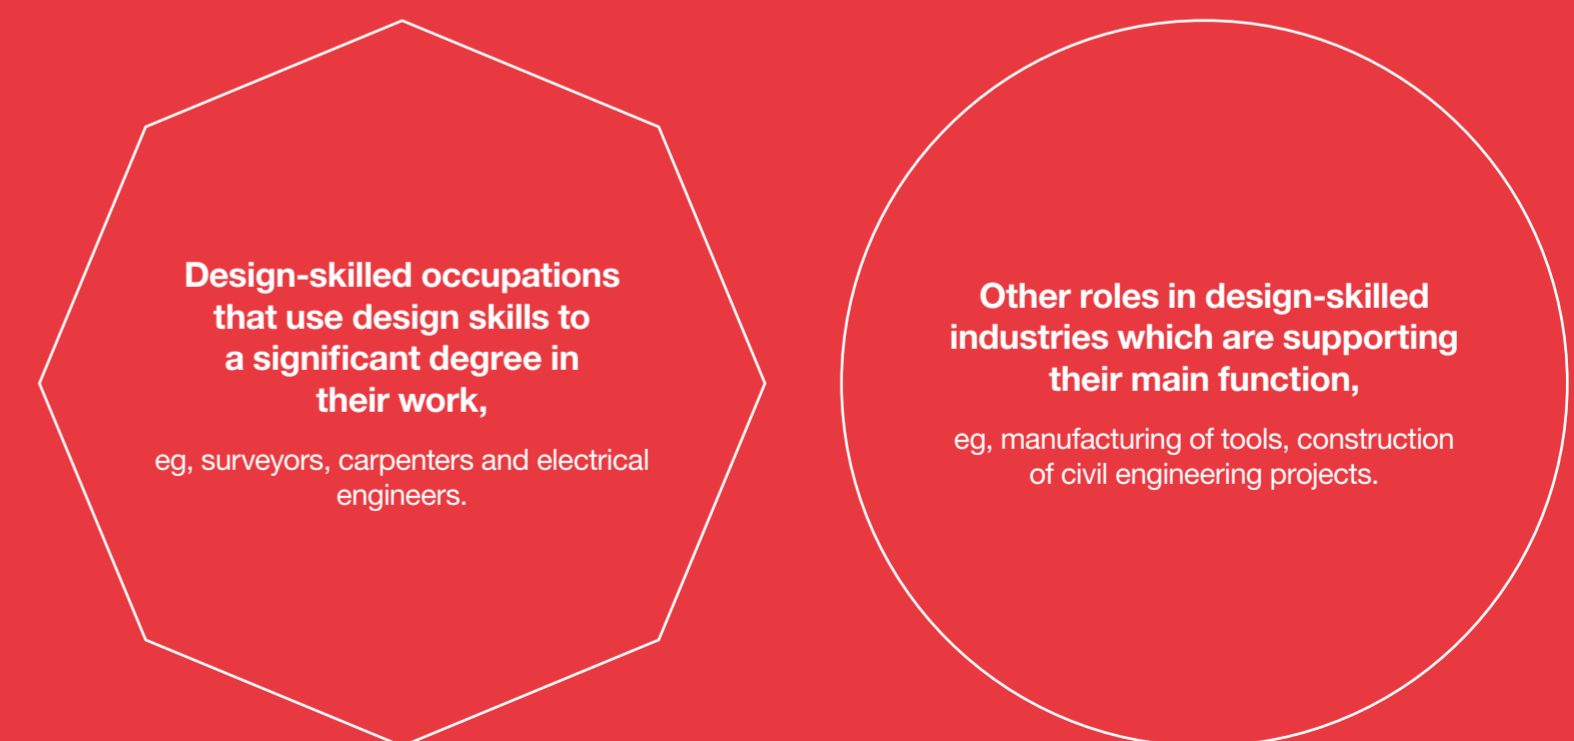 Design-skilled occupations
that use design skills to
a significant degree in
their work,
eg, surveyors, carpenters and electrical
engineers.
Other roles in design-skilled
industries which are supporting
their main function,
eg, manufacturing of tools, construction
of civil engineering projects.